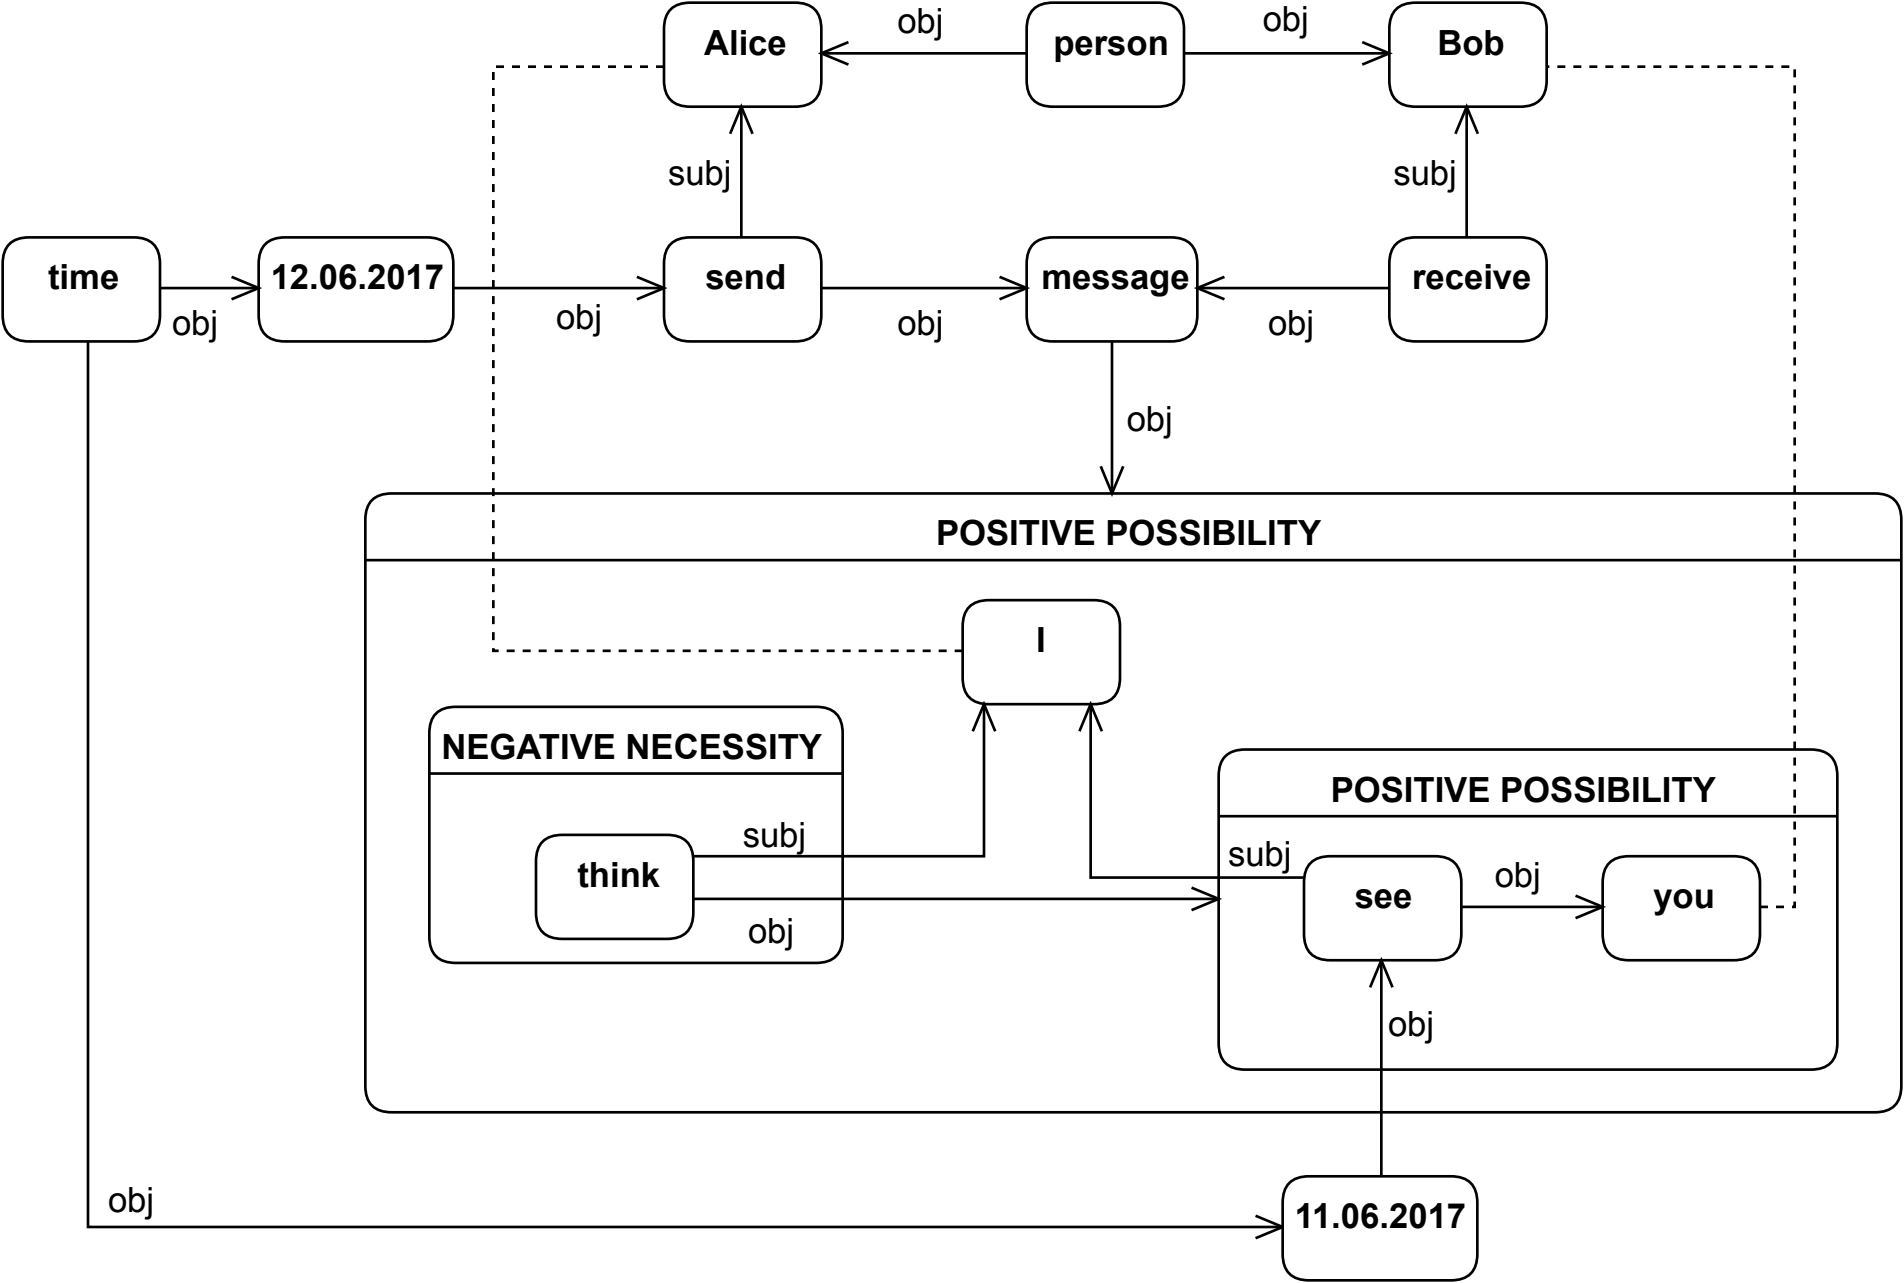 obj
obj
Alice
person
Bob
subj
subj
time
12.06.2017
send
message
receive
obj
obj
obj
obj
obj
POSITIVE POSSIBILITY
I
NEGATIVE NECESSITY
POSITIVE POSSIBILITY
subj
subj
think
see
obj
you
obj
obj
obj
11.06.2017